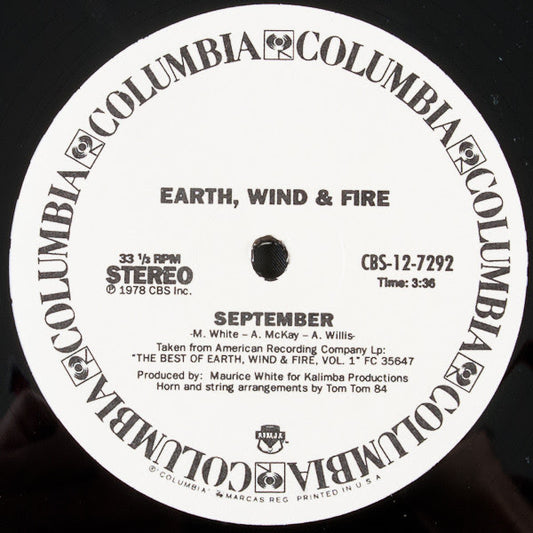 COLUMBIA COLUMBIA COLUMBIA COLUMBIA COLUMBIA COLUMBIA COLUMBIA COLUMBIA
EARTH, WIND & FIRE
33 ⅓ RPM
STEREO
℗ 1978 CBS Inc.
CBS-12-7292
Time: 3:36
SEPTEMBER
-M. White – A. McKay – A. Willis-
Taken from American Recording Company Lp:
"THE BEST OF EARTH, WIND & FIRE, VOL. 1" FC 35647
Produced by: Maurice White for Kalimba Productions
Horn and string arrangements by Tom Tom 84
© "COLUMBIA" MARCAS REG. PRINTED IN U.S.A